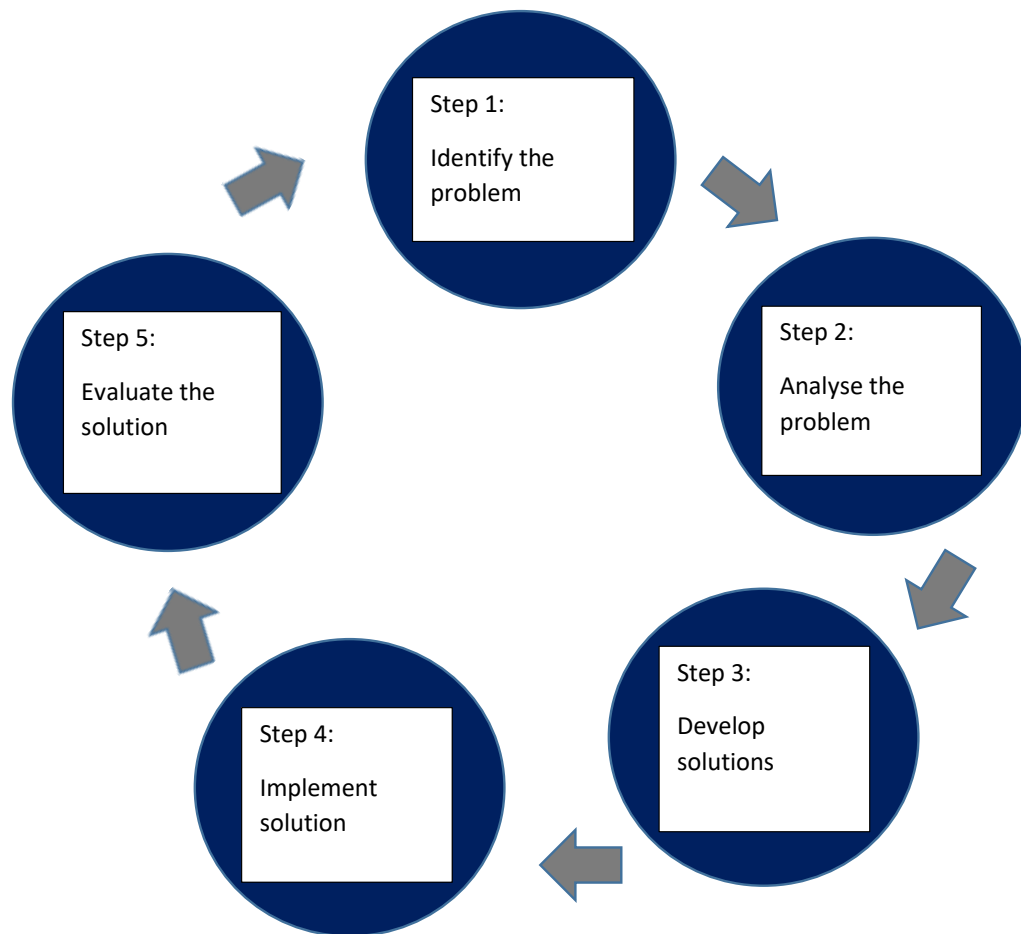 Step 1:
Identify the
problem
Step 2:
Analyse the
problem
Step 3:
Develop
solutions
Step 4:
Implement
solution
Step 5:
Evaluate the
solution